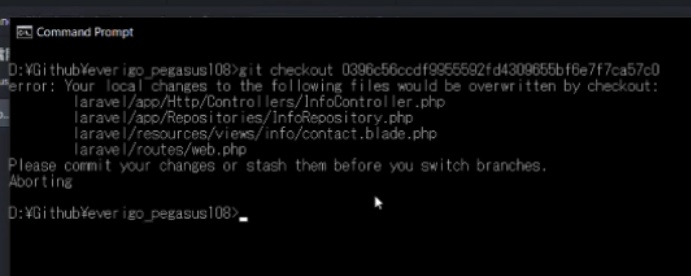 Command Prompt
D:¥Github¥everigo_pegasus108>git checkout 0396c56ccdf9955592fd4309655bf6e7f7ca57c0
error: Your local changes to the following files would be overwritten by checkout:
laravel/app/Http/Controllers/InfoController.php
laravel/app/Repositories/InfoRepository.php
laravel/resources/views/info/contact.blade.php
laravel/routes/web.php
Please commit your changes or stash them before you switch branches.
Aborting
D:¥Github¥everigo_pegasus108>